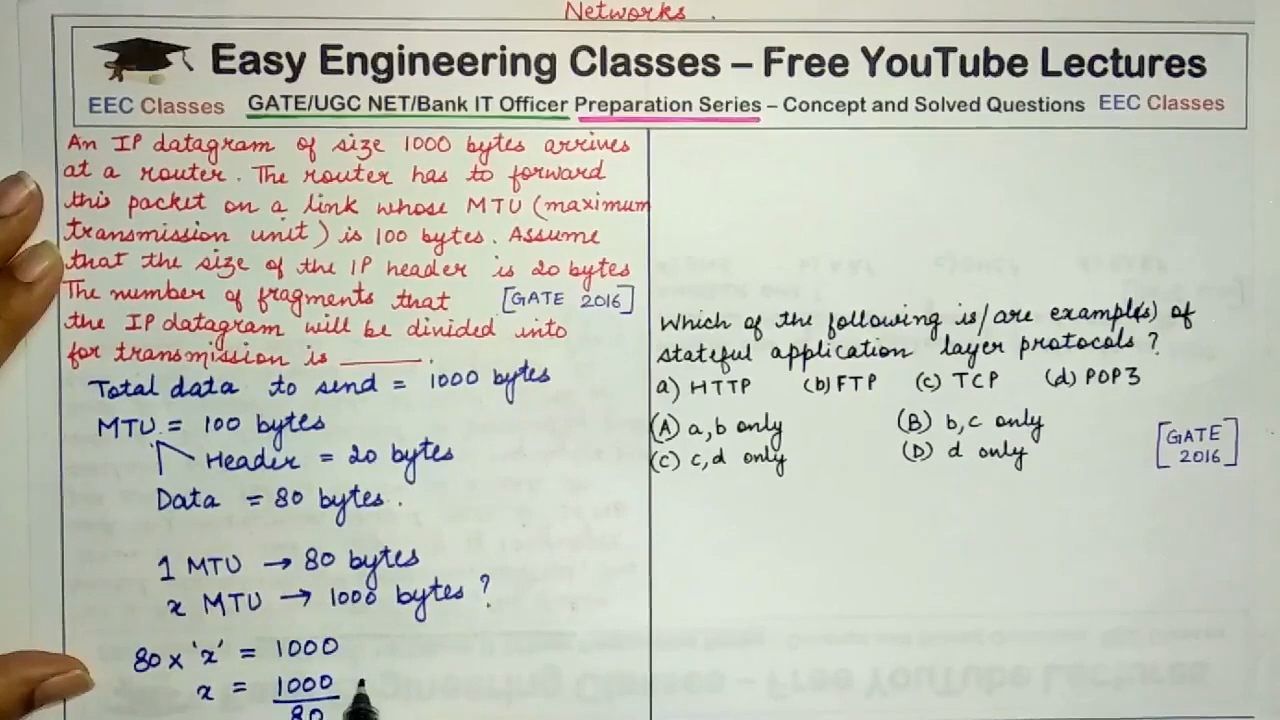 Networks.
Easy Engineering Classes – Free YouTube Lectures
EEC Classes GATE/UGC NET/Bank IT Officer Preparation Series – Concept and Solved Questions EEC Classes
An IP datagram of size 1000 bytes arrives
at a router. The router has to forward
this packet on a link whose MTU (maximum
transmission unit) is 100 bytes. Assume
that the size of the IP header is 20 bytes
The number of fragments that [GATE 2016]
the IP datagram will be divided into
for transmission is ______.
Total data to send = 1000 bytes
MTU = 100 bytes
Header = 20 bytes
Data = 80 bytes.
1 MTU → 80 bytes
x MTU → 1000 bytes ?
80 × 'x' = 1000
x = 1000
80
Which of the following is/are example(s) of
stateful application layer protocols ?
a) HTTP (b) FTP (c) TCP (d) POP3
(A) a, b only (B) b, c only
(C) c, d only (D) d only
[GATE
2016]